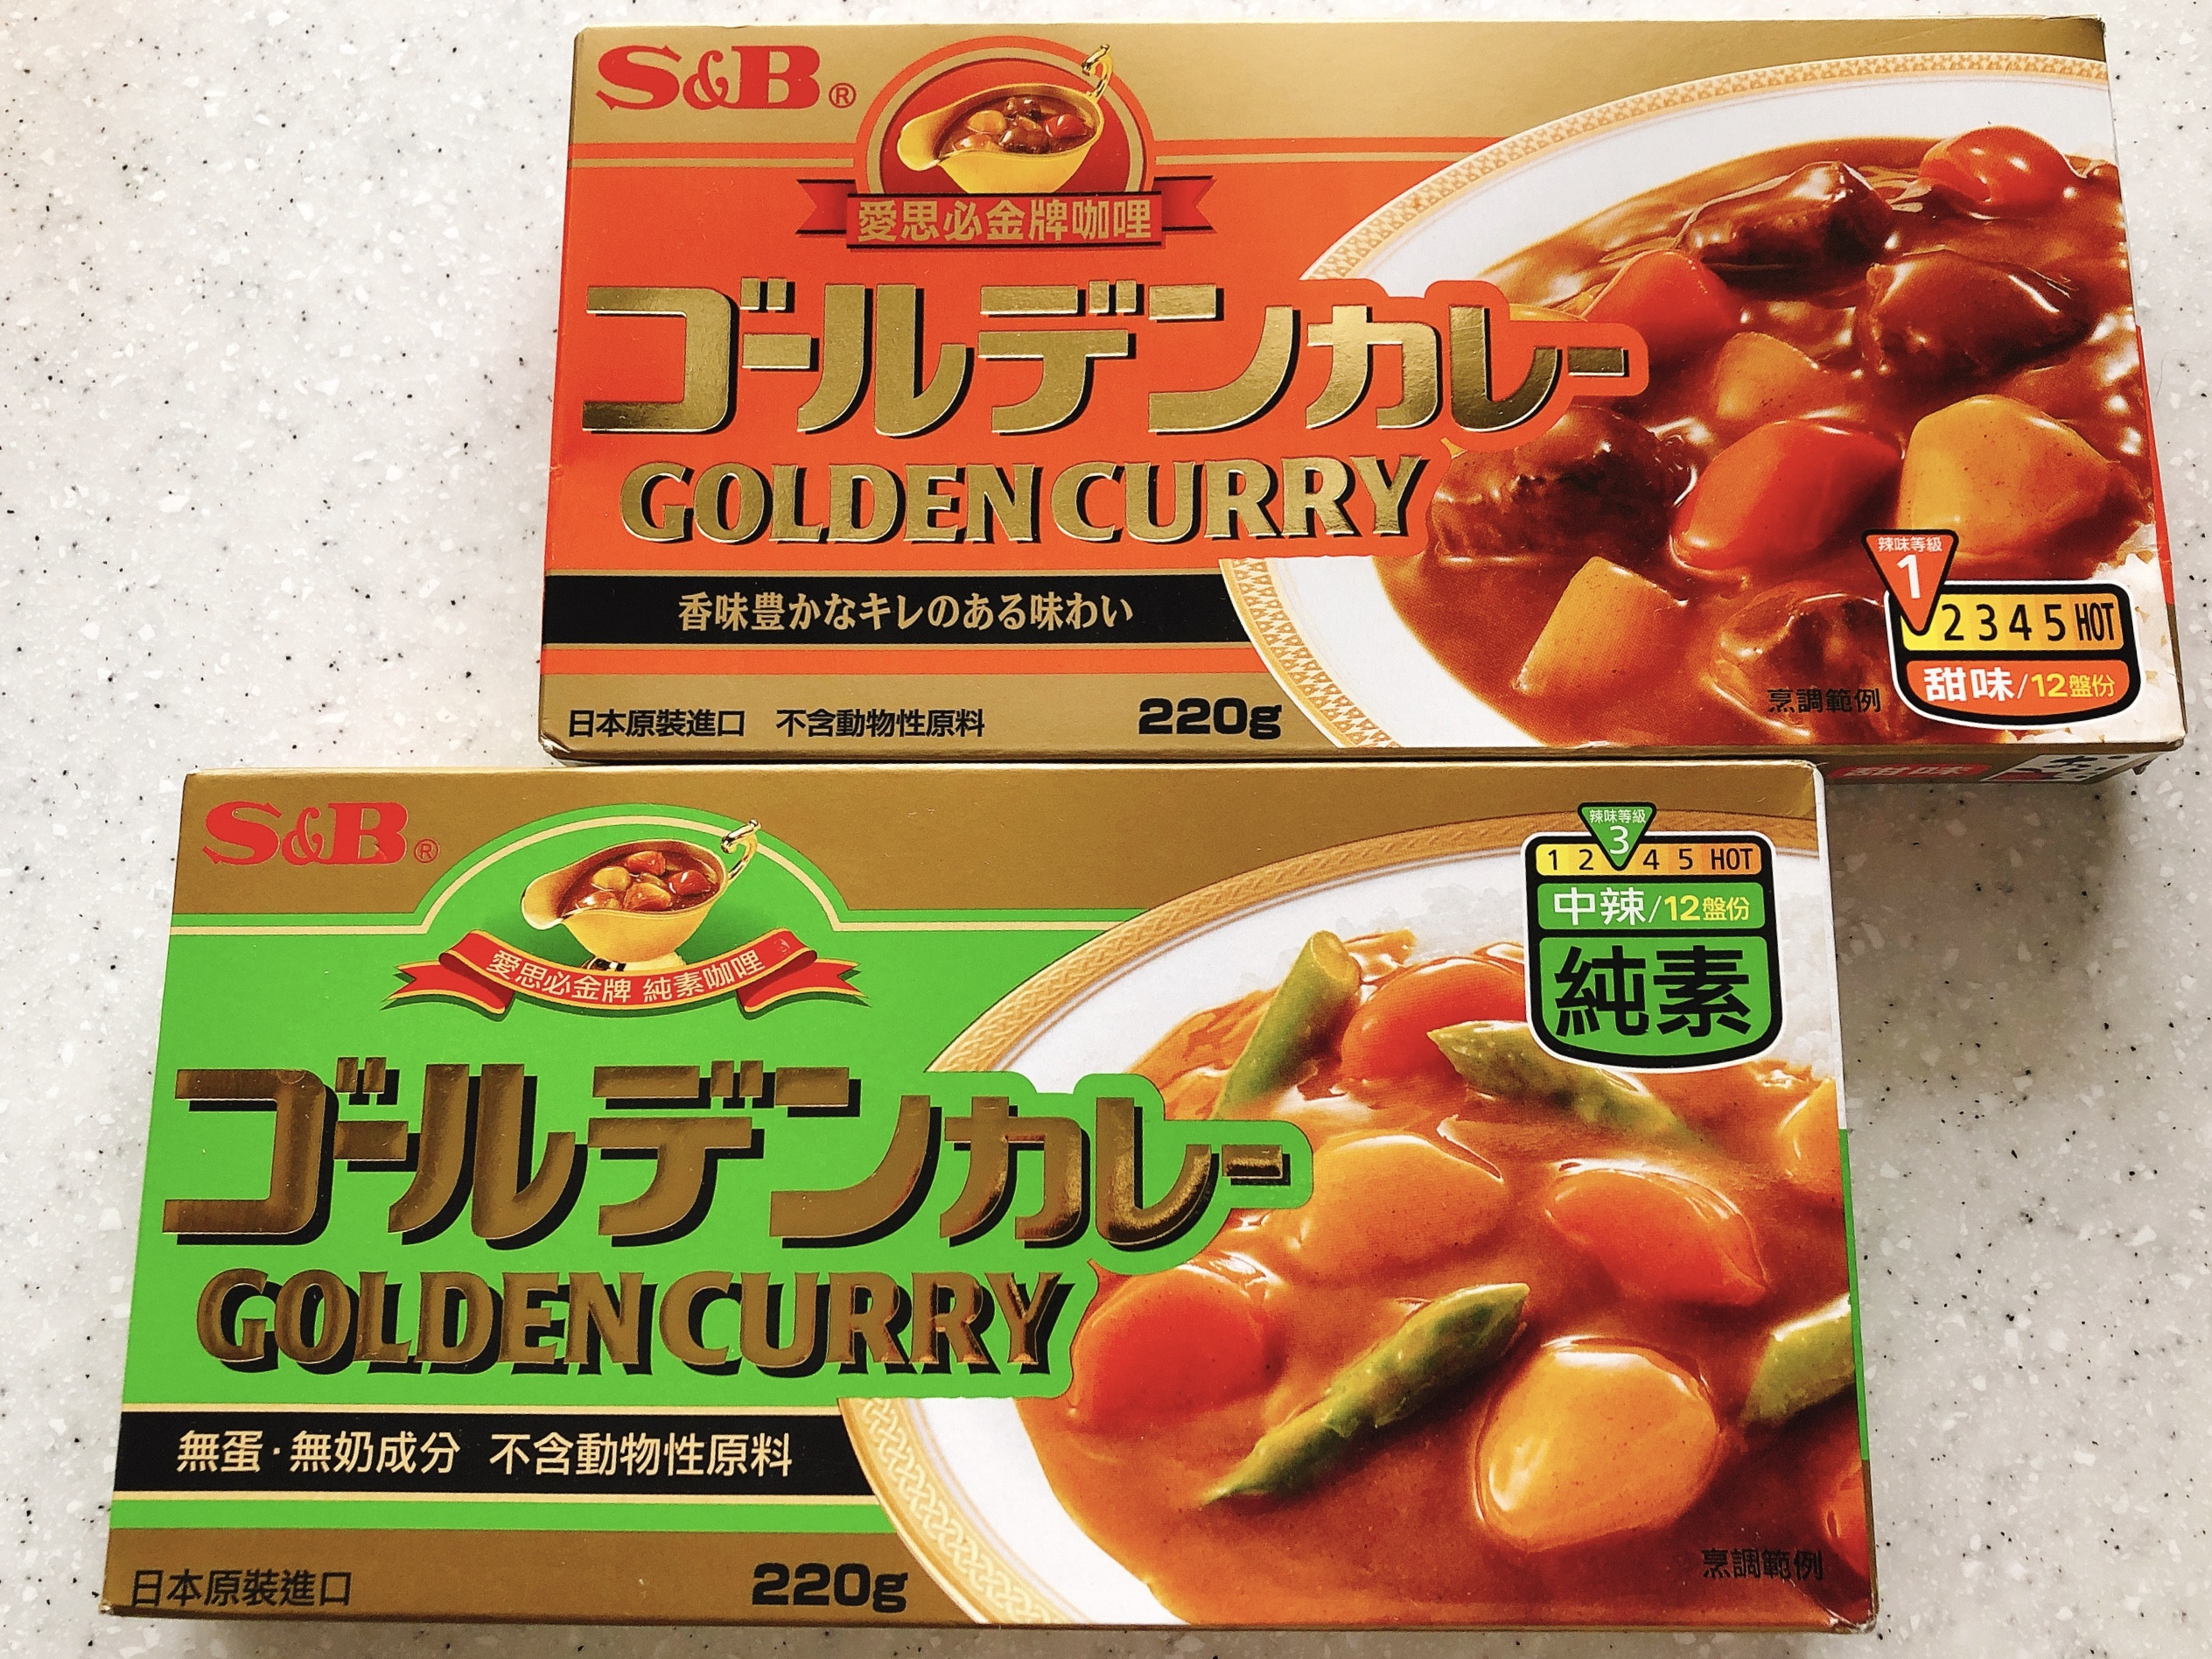 S&B®
愛思必金牌咖哩
ゴールデンカレー
GOLDEN CURRY
香味豊かなキレのある味わい
日本原裝進口 不含動物性原料
220g
烹調範例
辣味等級
1
2 3 4 5 HOT
甜味/12盤份
甜味
S&B®
愛思必金牌 純素咖哩
辣味等級
3
1 2 4 5 HOT
中辣/12盤份
純素
ゴールデンカレー
GOLDEN CURRY
無蛋·無奶成分 不含動物性原料
日本原裝進口
220g
烹調範例